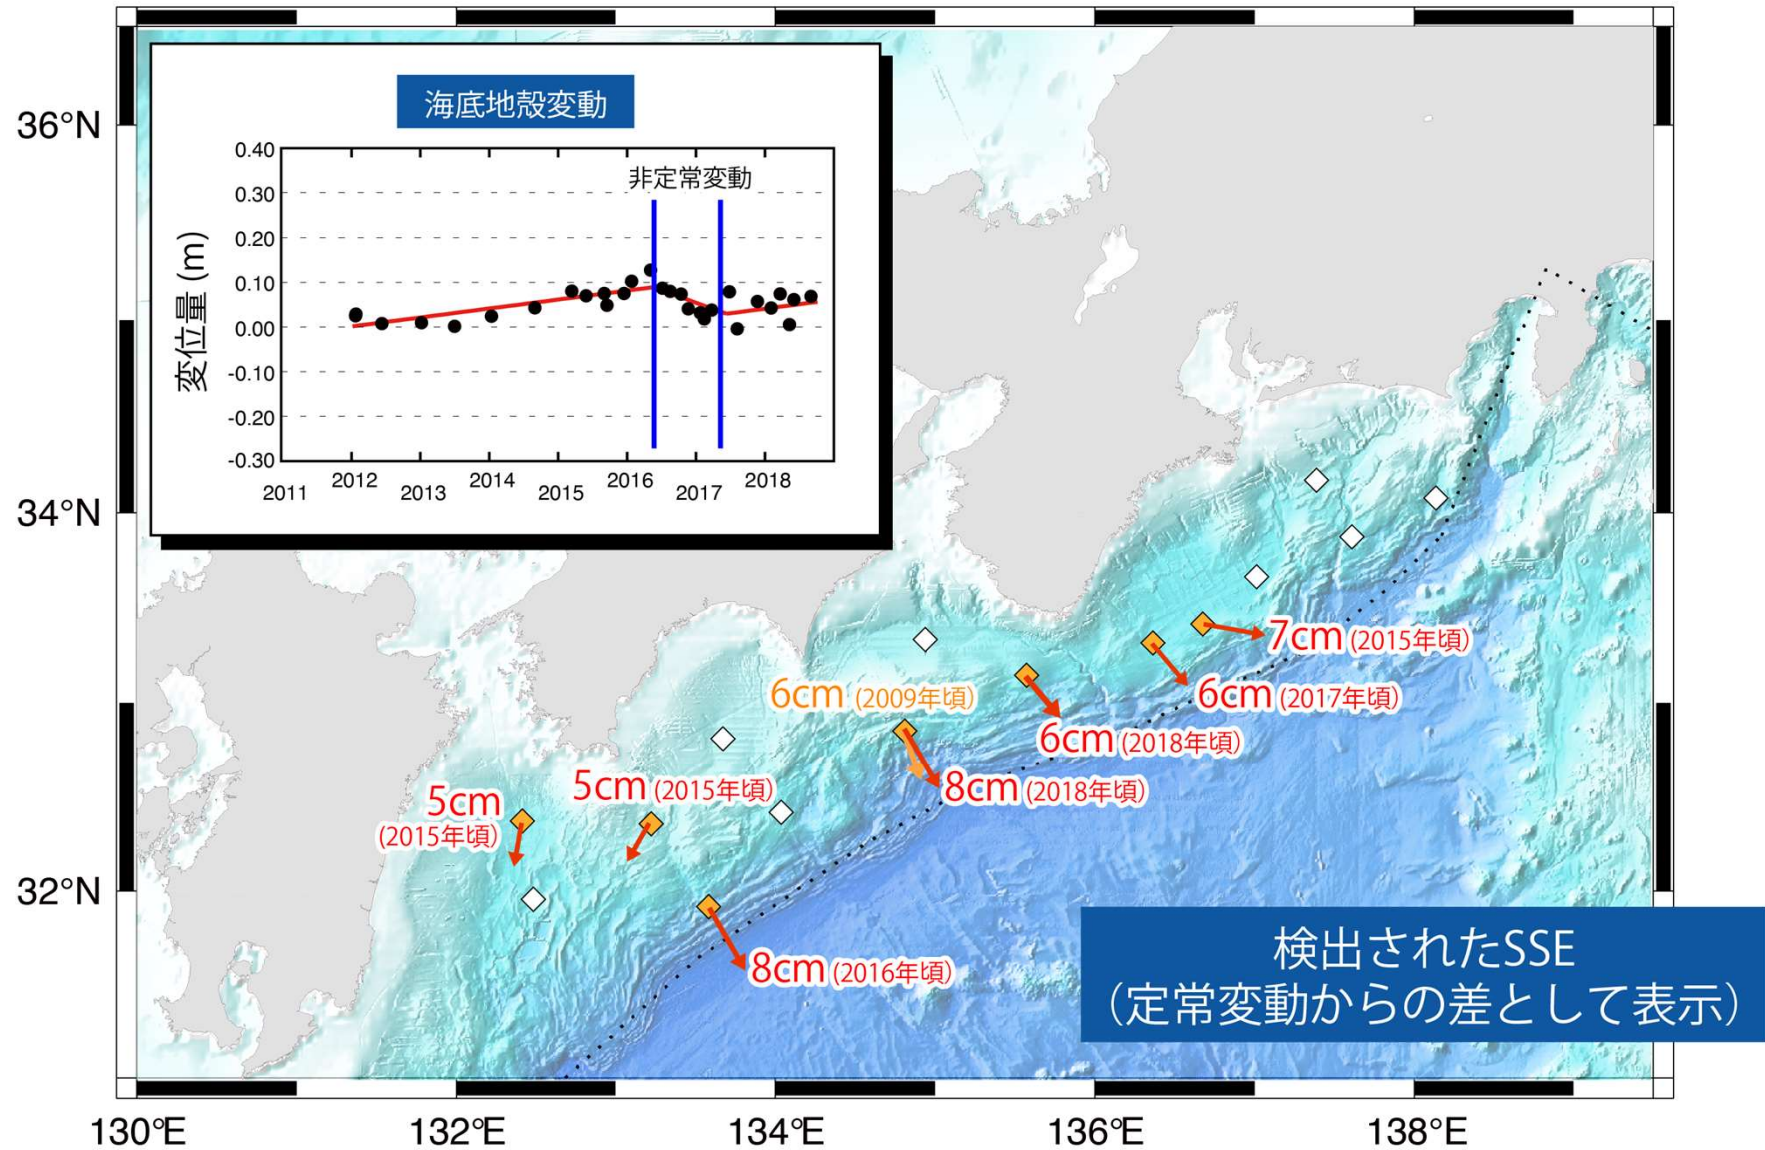 海底地殻変動
0.40
0.30
0.20
0.10
0.00
-0.10
-0.20
-0.30
変位量 (m)
非定常変動
2011
2012
2013
2014
2015
2016
2017
2018
36°N
34°N
32°N
7cm (2015年頃)
6cm (2017年頃)
6cm (2009年頃)
6cm (2018年頃)
8cm (2018年頃)
5cm (2015年頃)
5cm
(2015年頃)
8cm (2016年頃)
検出されたSSE
（定常変動からの差として表示）
130°E
132°E
134°E
136°E
138°E